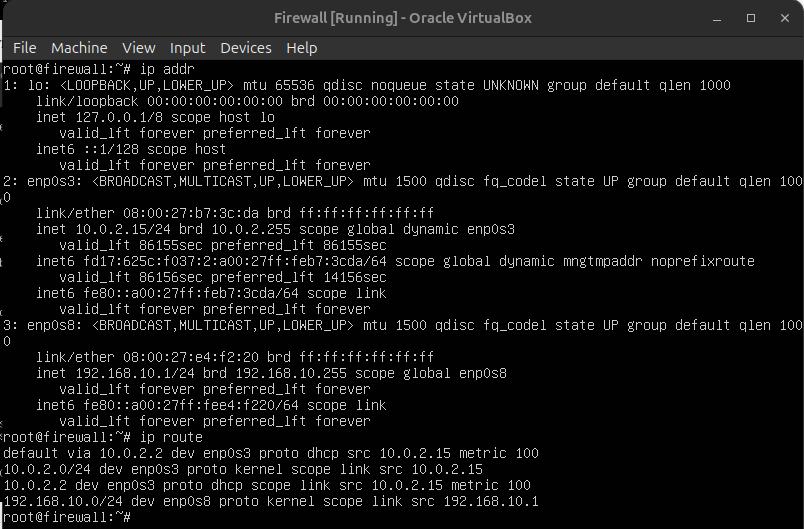 Firewall [Running] - Oracle VirtualBox
File Machine View Input Devices Help
root@firewall:~# ip addr
1: lo: <LOOPBACK,UP,LOWER_UP> mtu 65536 qdisc noqueue state UNKNOWN group default qlen 1000
    link/loopback 00:00:00:00:00:00 brd 00:00:00:00:00:00
    inet 127.0.0.1/8 scope host lo
       valid_lft forever preferred_lft forever
    inet6 ::1/128 scope host
       valid_lft forever preferred_lft forever
2: enp0s3: <BROADCAST,MULTICAST,UP,LOWER_UP> mtu 1500 qdisc fq_codel state UP group default qlen 100
0
    link/ether 08:00:27:b7:3c:da brd ff:ff:ff:ff:ff:ff
    inet 10.0.2.15/24 brd 10.0.2.255 scope global dynamic enp0s3
       valid_lft 86155sec preferred_lft 86155sec
    inet6 fd17:625c:f037:2:a00:27ff:feb7:3cda/64 scope global dynamic mngtmpaddr noprefixroute
       valid_lft 86156sec preferred_lft 14156sec
    inet6 fe80::a00:27ff:feb7:3cda/64 scope link
       valid_lft forever preferred_lft forever
3: enp0s8: <BROADCAST,MULTICAST,UP,LOWER_UP> mtu 1500 qdisc fq_codel state UP group default qlen 100
0
    link/ether 08:00:27:e4:f2:20 brd ff:ff:ff:ff:ff:ff
    inet 192.168.10.1/24 brd 192.168.10.255 scope global enp0s8
       valid_lft forever preferred_lft forever
    inet6 fe80::a00:27ff:fee4:f220/64 scope link
       valid_lft forever preferred_lft forever
root@firewall:~# ip route
default via 10.0.2.2 dev enp0s3 proto dhcp src 10.0.2.15 metric 100
10.0.2.0/24 dev enp0s3 proto kernel scope link src 10.0.2.15
10.0.2.2 dev enp0s3 proto dhcp scope link src 10.0.2.15 metric 100
192.168.10.0/24 dev enp0s8 proto kernel scope link src 192.168.10.1
root@firewall:~#